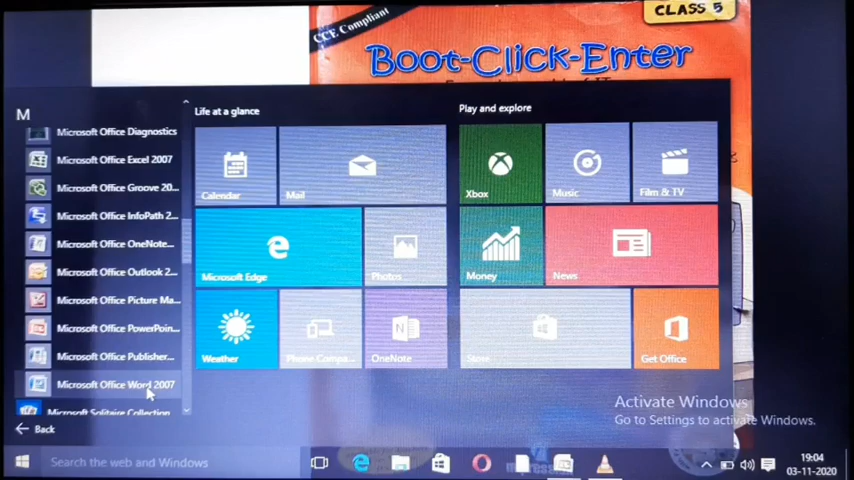 CCE Compliant
CLASS 5
Boot-Click-Enter
M
Microsoft Office Diagnostics
Microsoft Office Excel 2007
Microsoft Office Groove 20...
Microsoft Office InfoPath 2...
Microsoft Office OneNote...
Microsoft Office Outlook 2...
Microsoft Office Picture Ma...
Microsoft Office PowerPoin...
Microsoft Office Publisher...
Microsoft Office Word 2007
Microsoft Solitaire Collection
Back
Life at a glance
Calendar
Mail
Microsoft Edge
Photos
Weather
Phone Compa...
OneNote
Play and explore
Xbox
Music
Film & TV
Money
News
Store
Get Office
Activate Windows
Go to Settings to activate Windows.
Search the web and Windows
19:04
03-11-2020